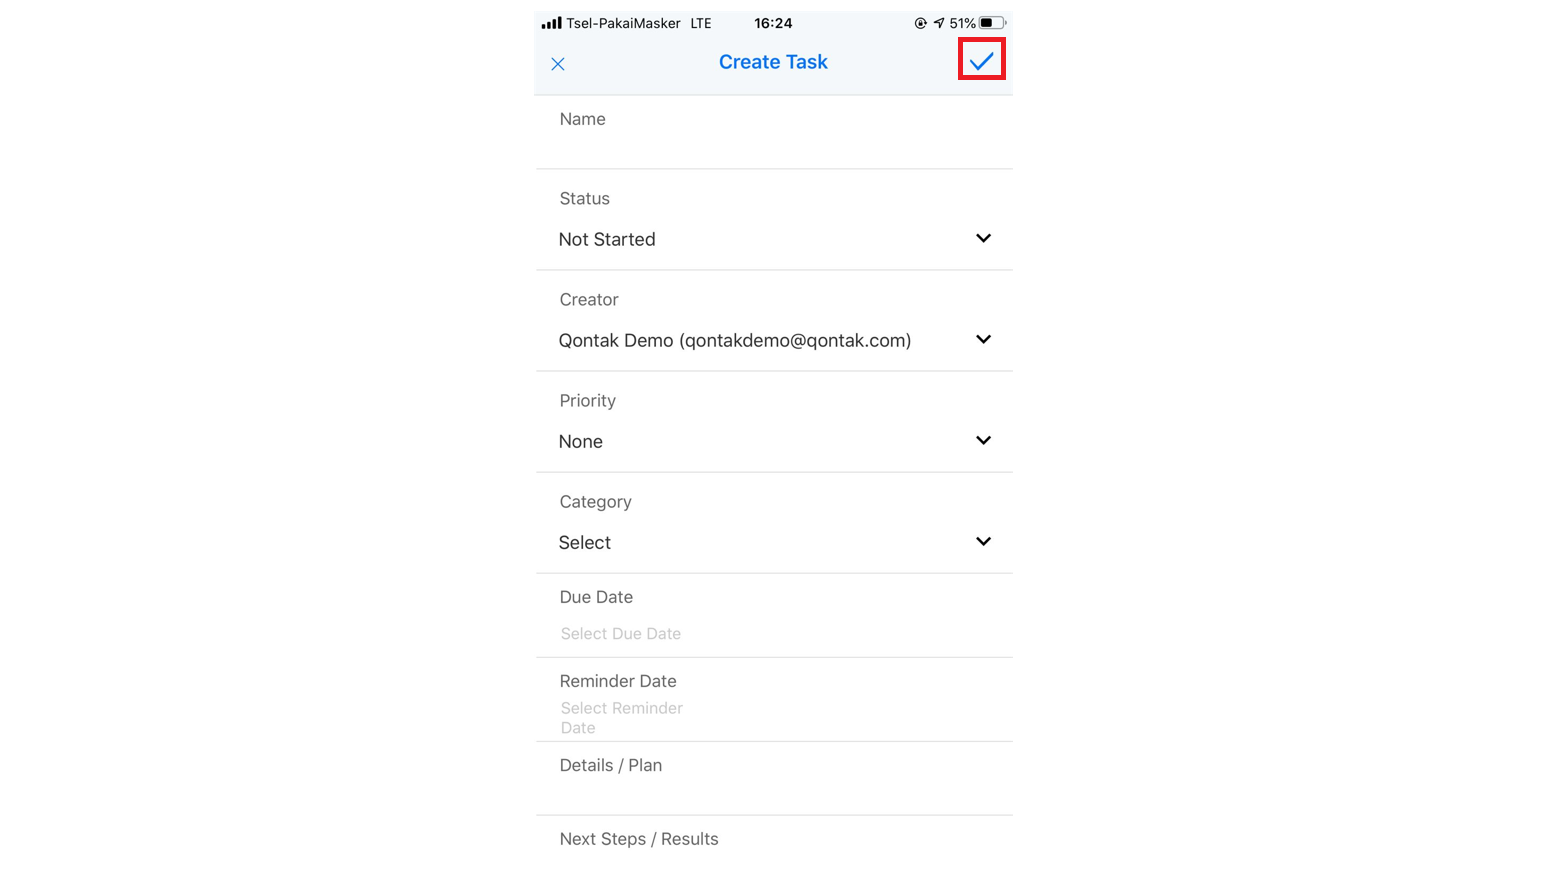 Tsel-PakaiMasker LTE 16:24 51%
Create Task
Name
Status
Not Started
Creator
Qontak Demo (qontakdemo@qontak.com)
Priority
None
Category
Select
Due Date
Select Due Date
Reminder Date
Select Reminder
Date
Details / Plan
Next Steps / Results